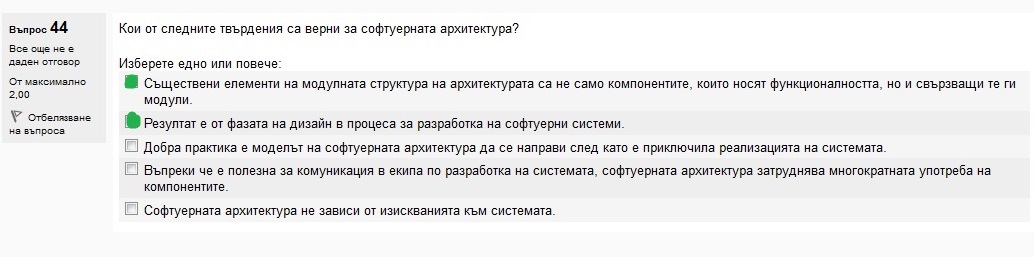 Въпрос 44
Все още не е
даден отговор
От максимално
2,00
Отбелязване
на въпроса
Кои от следните твърдения са верни за софтуерната архитектура?
Изберете едно или повече:
Съществени елементи на модулната структура на архитектурата са не само компонентите, които носят функционалността, но и свързващи те ги
модули.
Резултат е от фазата на дизайн в процеса за разработка на софтуерни системи.
Добра практика е моделът на софтуерната архитектура да се направи след като е приключила реализацията на системата.
Въпреки че е полезна за комуникация в екипа по разработка на системата, софтуерната архитектура затруднява многократната употреба на
компонентите.
Софтуерната архитектура не зависи от изискванията към системата.